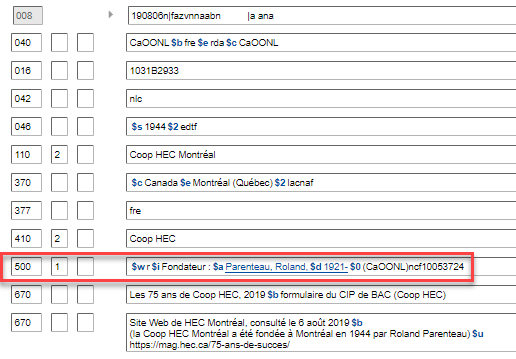 008 190806n|fazvnnaabn |a ana
040 CaOONL $b fre $e rda $c CaOONL
016 1031B2933
042 nlc
046 $s 1944 $2 edtf
110 2 Coop HEC Montréal
370 $c Canada $e Montréal (Québec) $2 lacnaf
377 fre
410 2 Coop HEC
500 1 $w r $i Fondateur : $a Parenteau, Roland, $d 1921- $0 (CaOONL)ncf10053724
670 Les 75 ans de Coop HEC, 2019 $b formulaire du CIP de BAC (Coop HEC)
670 Site Web de HEC Montréal, consulté le 6 août 2019 $b
(la Coop HEC Montréal a été fondée à Montréal en 1944 par Roland Parenteau) $u
https://mag.hec.ca/75-ans-de-succes/